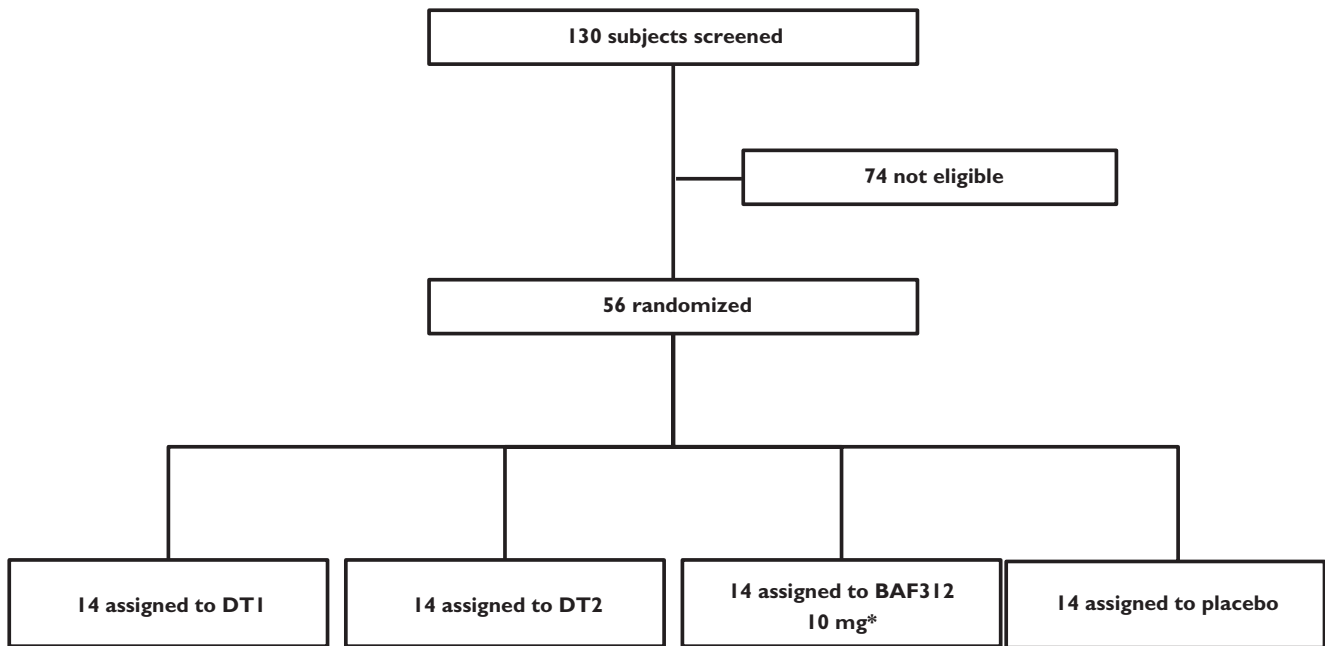 130 subjects screened
74 not eligible
56 randomized
14 assigned to DT1
14 assigned to DT2
14 assigned to BAF312
10 mg*
14 assigned to placebo